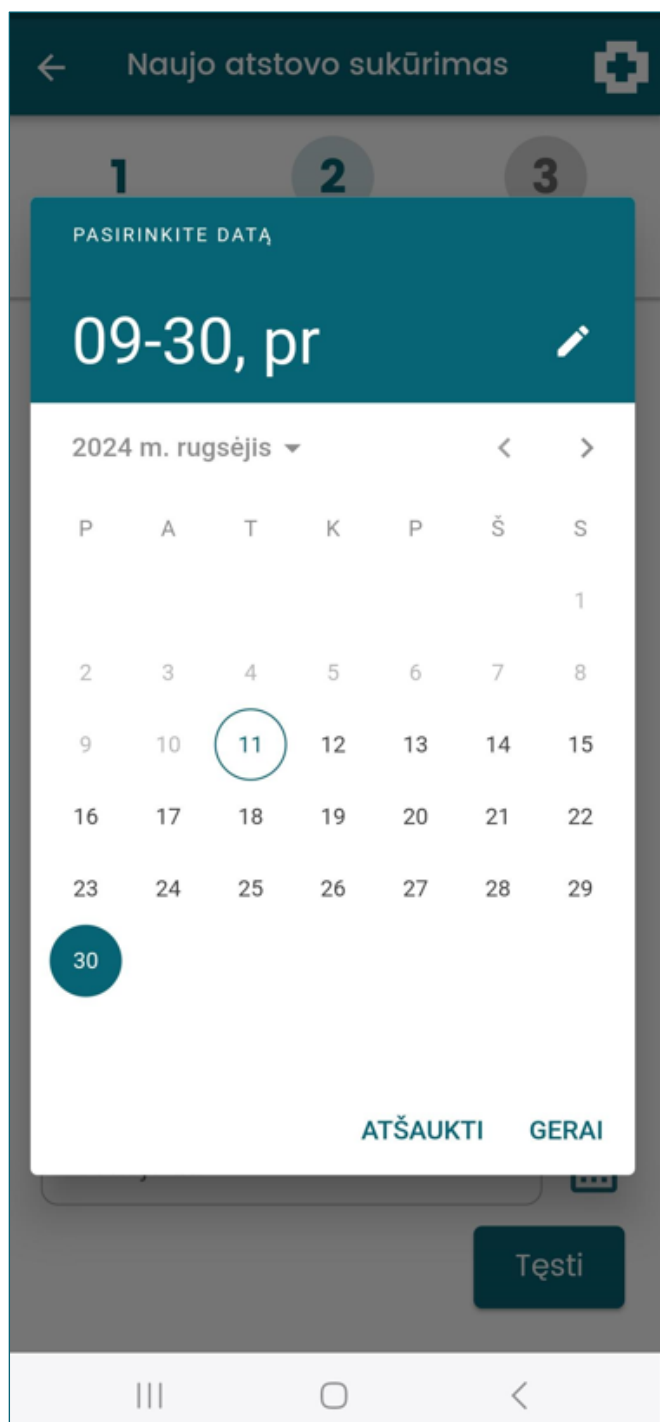 Naujo atstovo sukūrimas
1 2 3
PASIRINKITE DATĄ
09-30, pr
2024 m. rugsėjis
P A T K P Š S
1
2 3 4 5 6 7 8
9 10 11 12 13 14 15
16 17 18 19 20 21 22
23 24 25 26 27 28 29
30
ATŠAUKTI GERAI
Tęsti